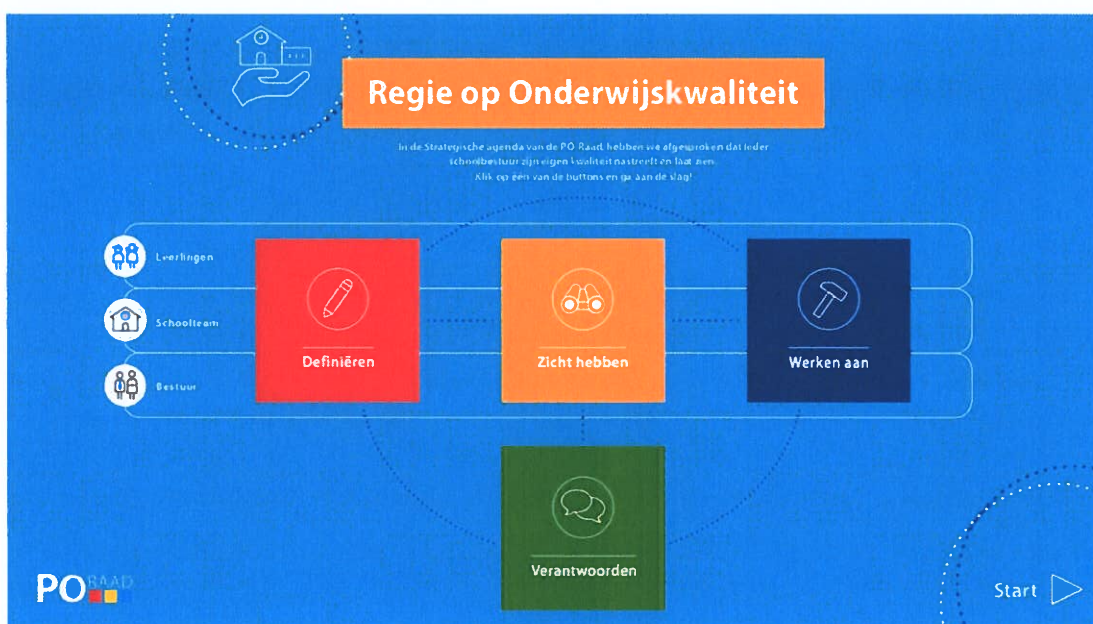 Regie op Onderwijskwaliteit
In de Strategische agenda van de PO-Raad, hebben we afgesproken dat ieder
schoolbestuur zijn eigen kwaliteit nastreeft en laat zien.
Klik op één van de buttons en ga aan de slag!
Leerlingen
Schoolteam
Bestuur
Definiëren
Zicht hebben
Werken aan
Verantwoorden
PO RAAD
Start